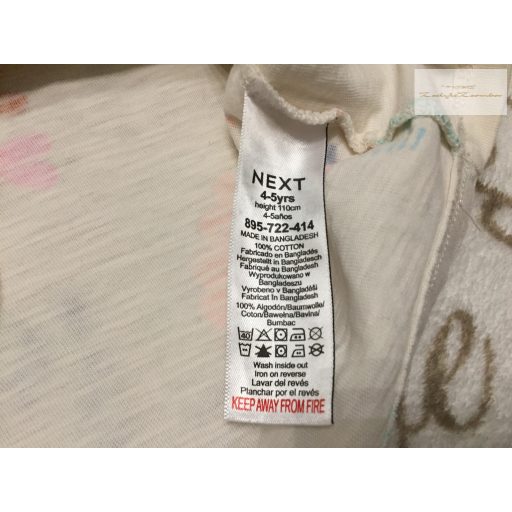 NEXT
4-5yrs
height 110cm
4-5años
895-722-414
MADE IN BANGLADESH
100% COTTON
Fabricado en Bangladés
Hergestellt in Bangladesch
Fabriqué au Bangladesh
Wyprodukowano w
Bangladeszu
Vyrobeno v Bangladéši
Fabricat în Bangladesh
100% Algodón/Baumwolle/
Coton/Bawełna/Bavlna/
Bumbac
40
Wash inside out
Iron on reverse
Lavar del revés
Planchar por el revés
KEEP AWAY FROM FIRE